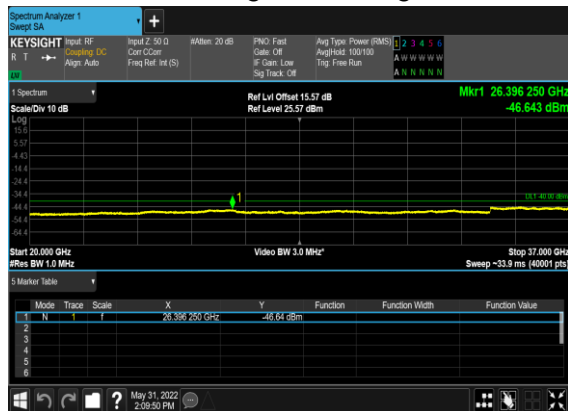 Spectrum Analyzer 1
Swept SA
KEYSIGHT Input: RF Input Z: 50 Ω #Atten: 20 dB PNO: Fast Avg Type: Power (RMS) 1 2 3 4 5 6
R T Coupling: DC Corr CCorr Gate: Off Avg|Hold: 100/100 A W W W W W
Align: Auto Freq Ref: Int (S) IF Gain: Low Trig: Free Run
LW Sig Track: Off A N N N N N
1 Spectrum Ref Lvl Offset 15.57 dB Mkr1 26.396 250 GHz
Scale/Div 10 dB Ref Level 25.57 dBm -46.643 dBm
Log
15.6
5.57
-4.43
-14.4
-24.4
-34.4
1
DL1 -40.00 dBm
-44.4
-54.4
-64.4
Start 20.000 GHz Video BW 3.0 MHz* Stop 37.000 GHz
#Res BW 1.0 MHz Sweep ~33.9 ms (40001 pts)
5 Marker Table
Mode Trace Scale X Y Function Function Width Function Value
1 N 1 f 26.396 250 GHz -46.64 dBm
2
3
4
5
6
? May 31, 2022
2:09:50 PM